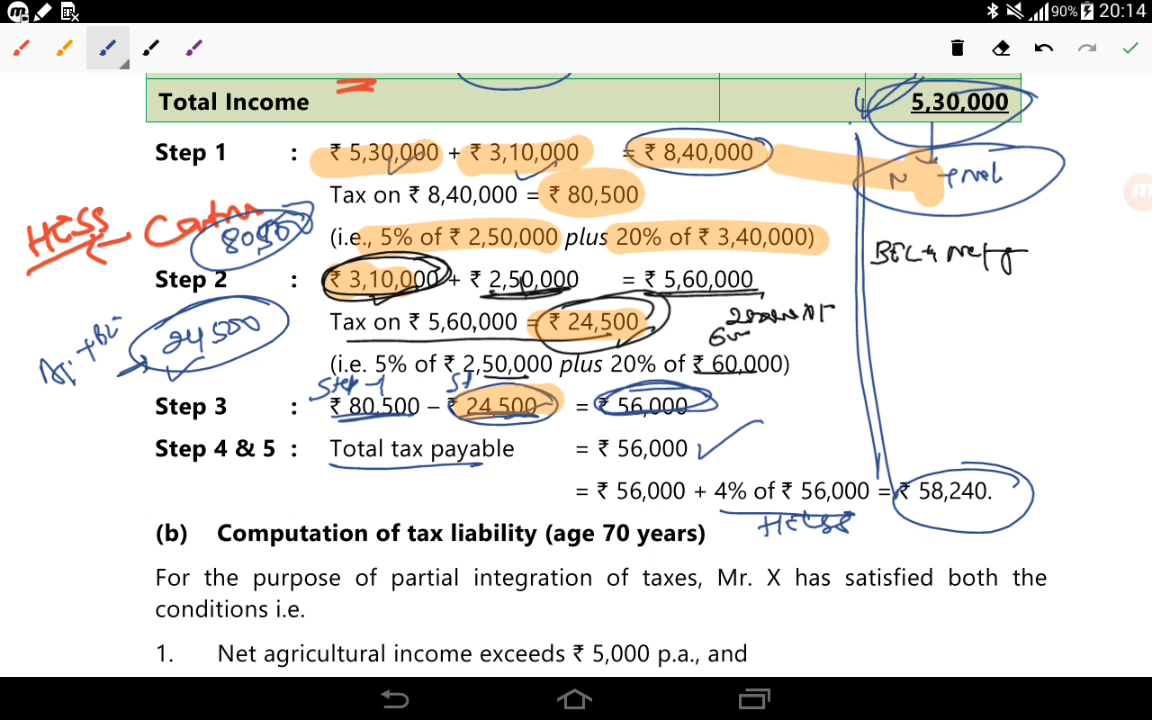 90% 20:14
Total Income 5,30,000
Step 1 : ₹ 5,30,000 + ₹ 3,10,000 = ₹ 8,40,000
Tax on ₹ 8,40,000 = ₹ 80,500
HESS
80,500
(i.e., 5% of ₹ 2,50,000 plus 20% of ₹ 3,40,000)
Step 2 : ₹ 3,10,000 + ₹ 2,50,000 = ₹ 5,60,000
24500
Tax on ₹ 5,60,000 = ₹ 24,500
(i.e. 5% of ₹ 2,50,000 plus 20% of ₹ 60,000)
Step-1
Step 3 : ₹ 80,500 – ₹ 24,500 = ₹ 56,000
Step 4 & 5 : Total tax payable = ₹ 56,000
= ₹ 56,000 + 4% of ₹ 56,000 = ₹ 58,240.
(b) Computation of tax liability (age 70 years)
For the purpose of partial integration of taxes, Mr. X has satisfied both the
conditions i.e.
1. Net agricultural income exceeds ₹ 5,000 p.a., and